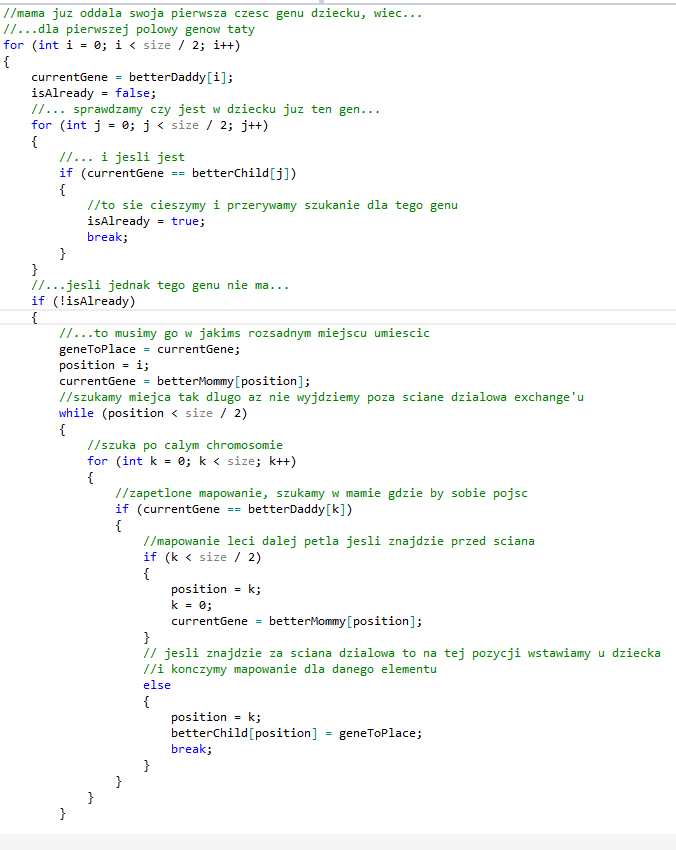 //mama juz oddala swoja pierwsza czesc genu dziecku, wiec...
//...dla pierwszej polowy genow taty
for (int i = 0; i < size / 2; i++)
{
    currentGene = betterDaddy[i];
    isAlready = false;
    //... sprawdzamy czy jest w dziecku juz ten gen...
    for (int j = 0; j < size / 2; j++)
    {
        //... i jesli jest
        if (currentGene == betterChild[j])
        {
            //to sie cieszymy i przerywamy szukanie dla tego genu
            isAlready = true;
            break;
        }
    }
    //...jesli jednak tego genu nie ma...
    if (!isAlready)
    {
        //...to musimy go w jakims rozsadnym miejscu umiescic
        geneToPlace = currentGene;
        position = i;
        currentGene = betterMommy[position];
        //szukamy miejca tak dlugo az nie wyjdziemy poza sciane dzialowa exchange'u
        while (position < size / 2)
        {
            //szuka po calym chromosomie
            for (int k = 0; k < size; k++)
            {
                //zapetlone mapowanie, szukamy w mamie gdzie by sobie pojsc
                if (currentGene == betterDaddy[k])
                {
                    //mapowanie leci dalej petla jesli znajdzie przed sciana
                    if (k < size / 2)
                    {
                        position = k;
                        k = 0;
                        currentGene = betterMommy[position];
                    }
                    // jesli znajdzie za sciana dzialowa to na tej pozycji wstawiamy u dziecka
                    //i konczymy mapowanie dla danego elementu
                    else
                    {
                        position = k;
                        betterChild[position] = geneToPlace;
                        break;
                    }
                }
            }
        }